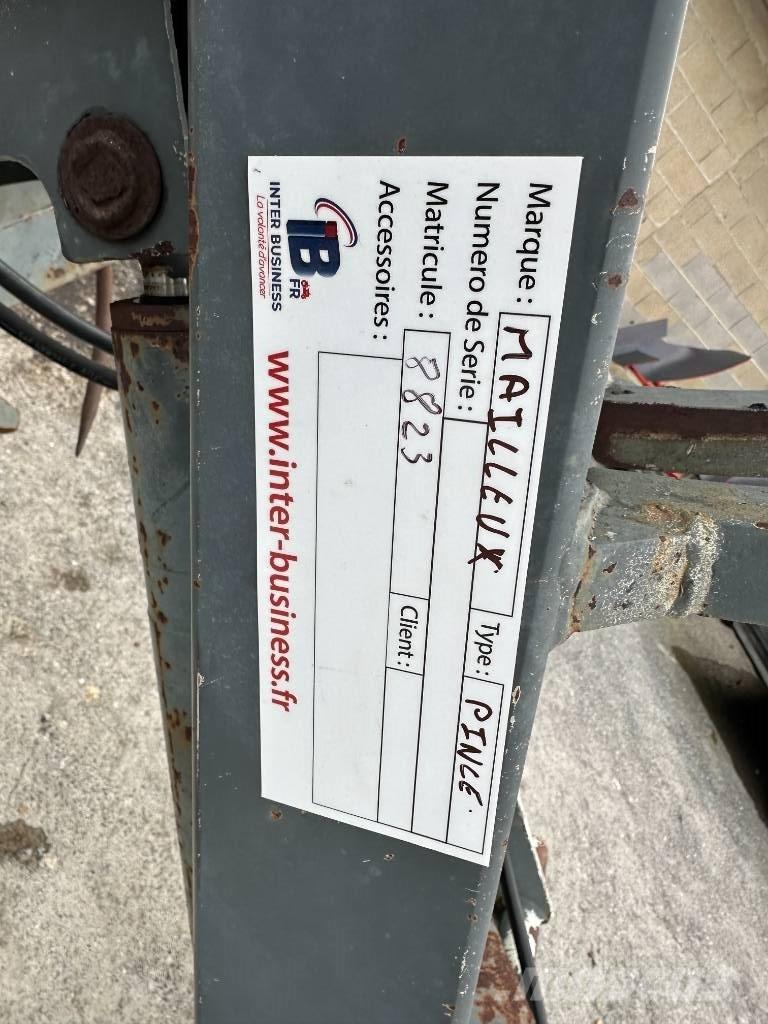 Marque : MAILLEUX Type : PINCE.
Numero de Serie :
Matricule : 8823 Client :
Accessoires :
IB
FR
INTER BUSINESS
La volonté d'avancer
www.inter-business.fr